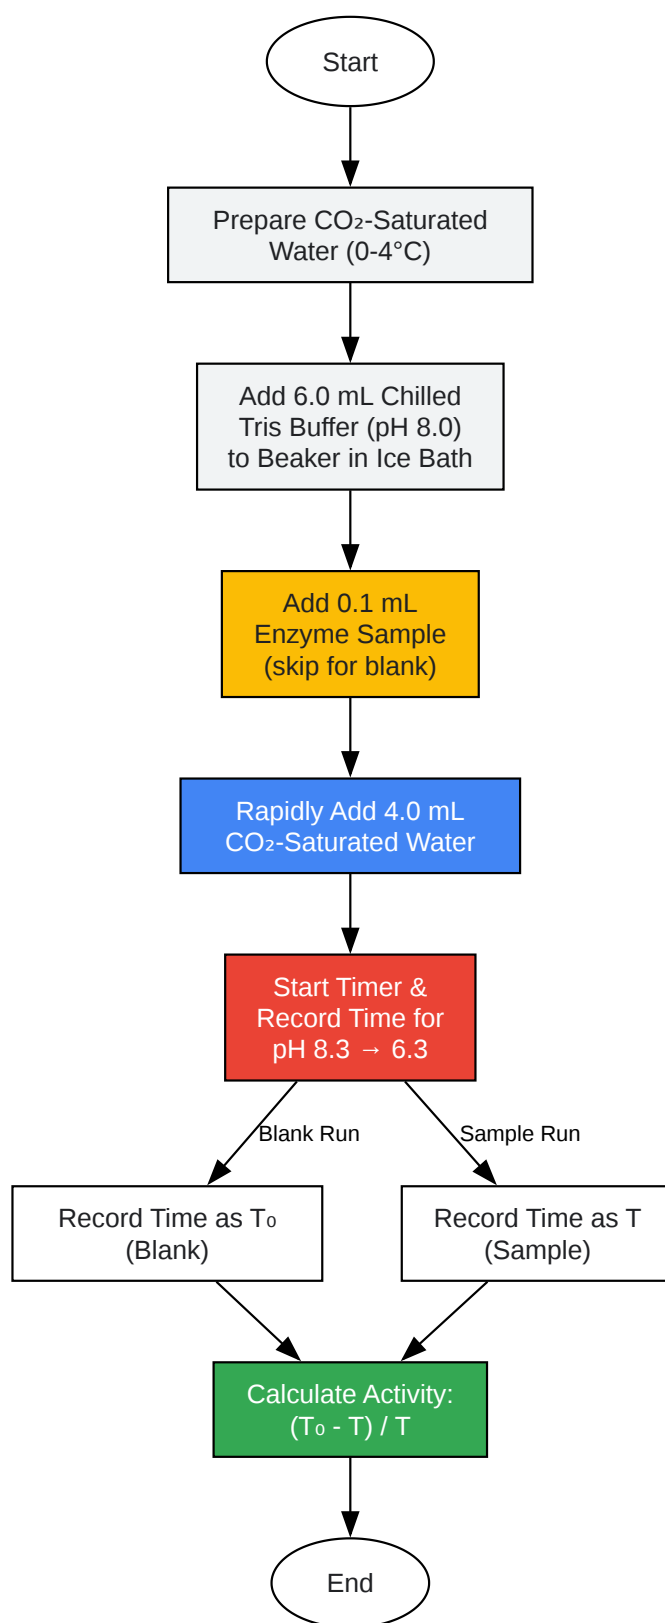 Start
Prepare CO₂-Saturated
Water (0-4°C)
Add 6.0 mL Chilled
Tris Buffer (pH 8.0)
to Beaker in Ice Bath
Add 0.1 mL
Enzyme Sample
(skip for blank)
Rapidly Add 4.0 mL
CO₂-Saturated Water
Start Timer &
Record Time for
pH 8.3 → 6.3
Blank Run
Sample Run
Record Time as T₀
(Blank)
Record Time as T
(Sample)
Calculate Activity:
(T₀ - T) / T
End